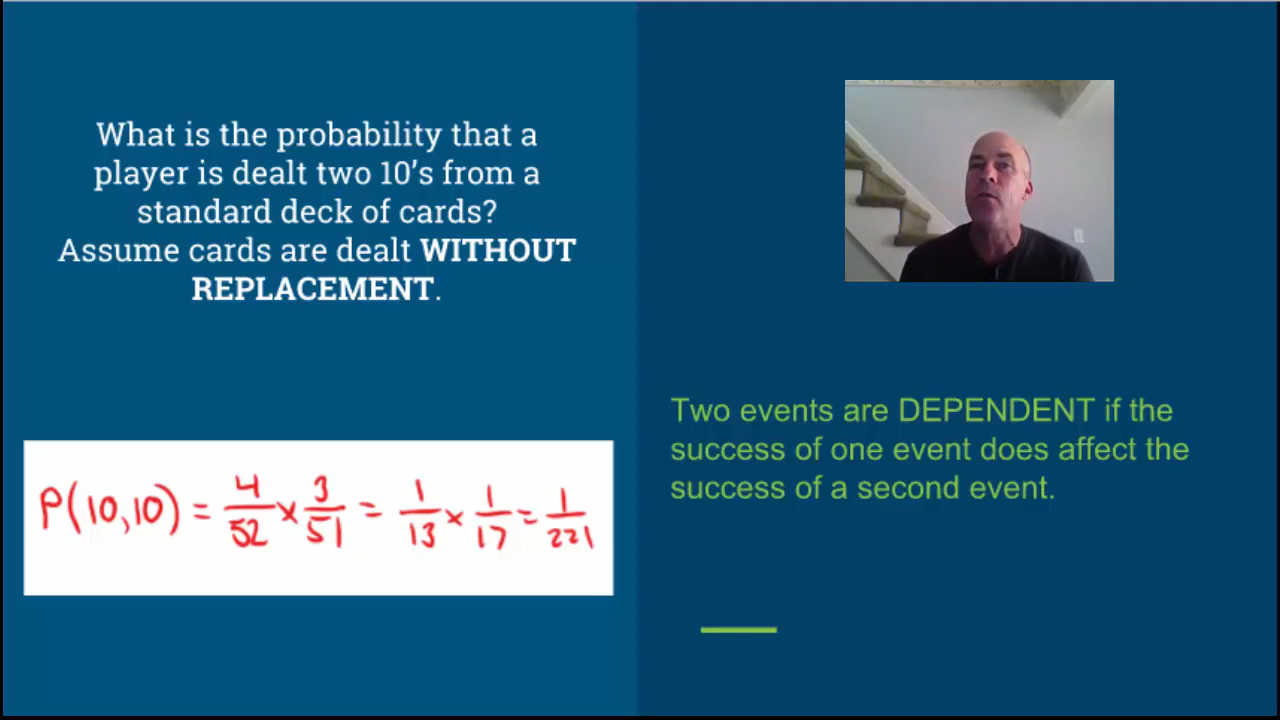 What is the probability that a
player is dealt two 10's from a
standard deck of cards?
Assume cards are dealt WITHOUT
REPLACEMENT.
P(10,10) = 4/52 x 3/51 = 1/13 x 1/17 = 1/221
Two events are DEPENDENT if the
success of one event does affect the
success of a second event.